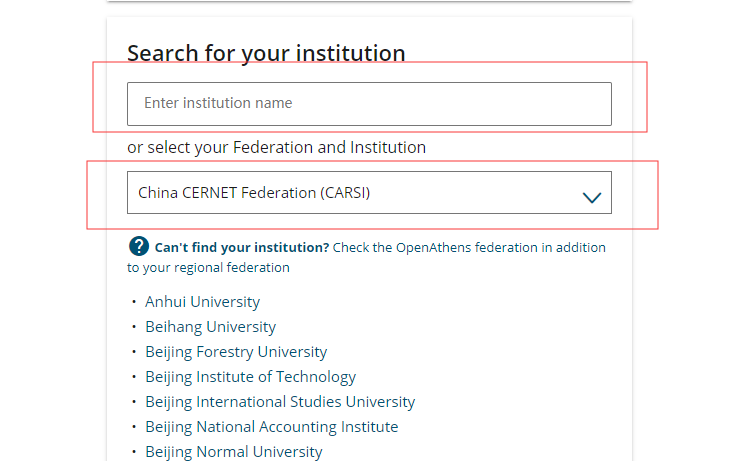 Search for your institution
Enter institution name
or select your Federation and Institution
China CERNET Federation (CARSI)
? Can't find your institution? Check the OpenAthens federation in addition
to your regional federation
• Anhui University
• Beihang University
• Beijing Forestry University
• Beijing Institute of Technology
• Beijing International Studies University
• Beijing National Accounting Institute
• Beijing Normal University